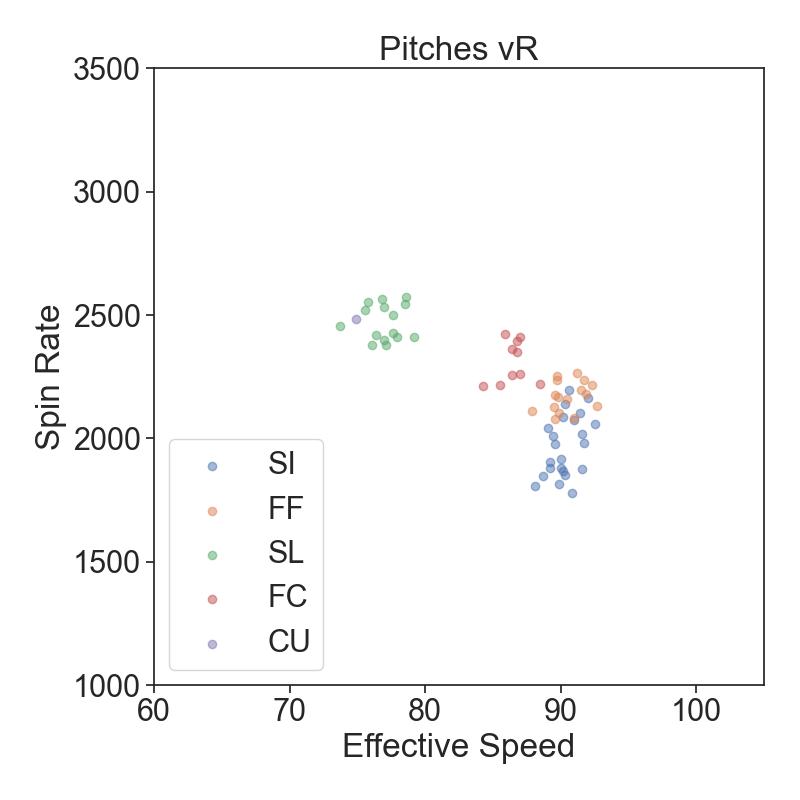 Pitches vR
3500
3000
2500
2000
1500
1000
Spin Rate
SI
FF
SL
FC
CU
60 70 80 90 100
Effective Speed